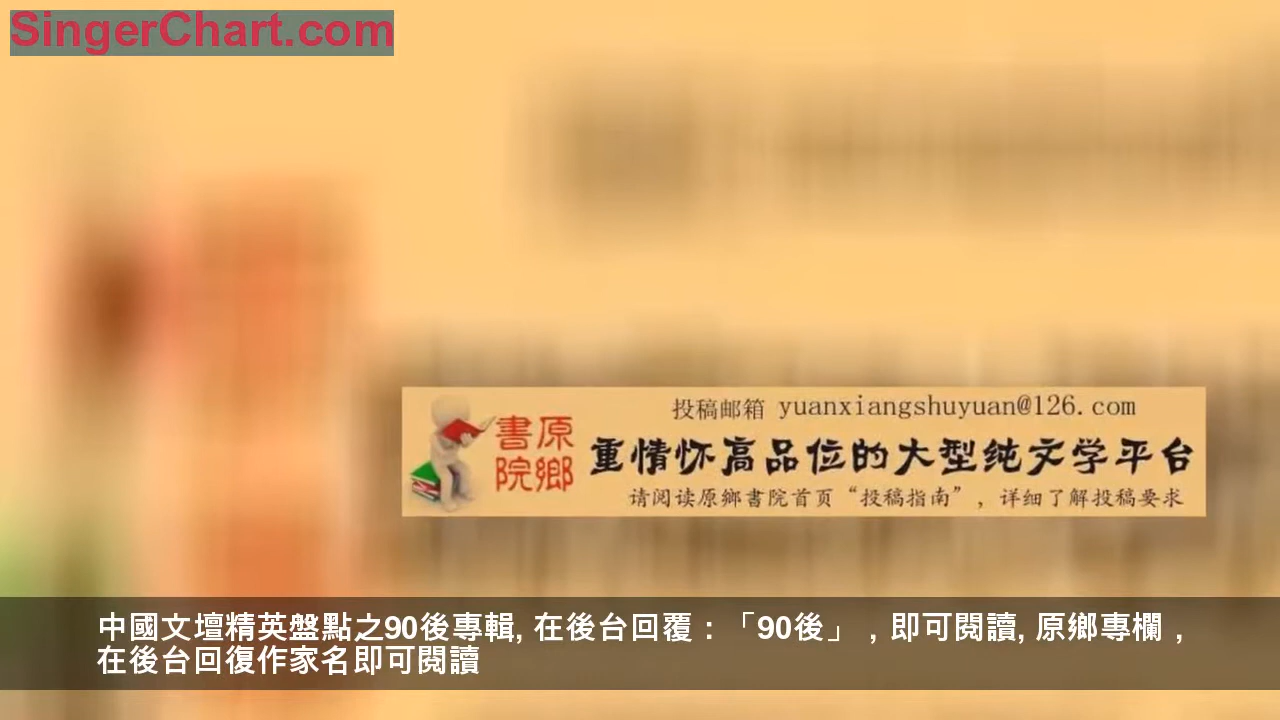 SingerChart.com
投稿邮箱 yuanxiangshuyuan@126.com
原鄉
書院
重情怀高品位的大型纯文学平台
请阅读原鄉書院首页“投稿指南”，详细了解投稿要求
中國文壇精英盤點之90後專輯, 在後台回覆：「90後」，即可閱讀, 原鄉專欄，
在後台回復作家名即可閱讀